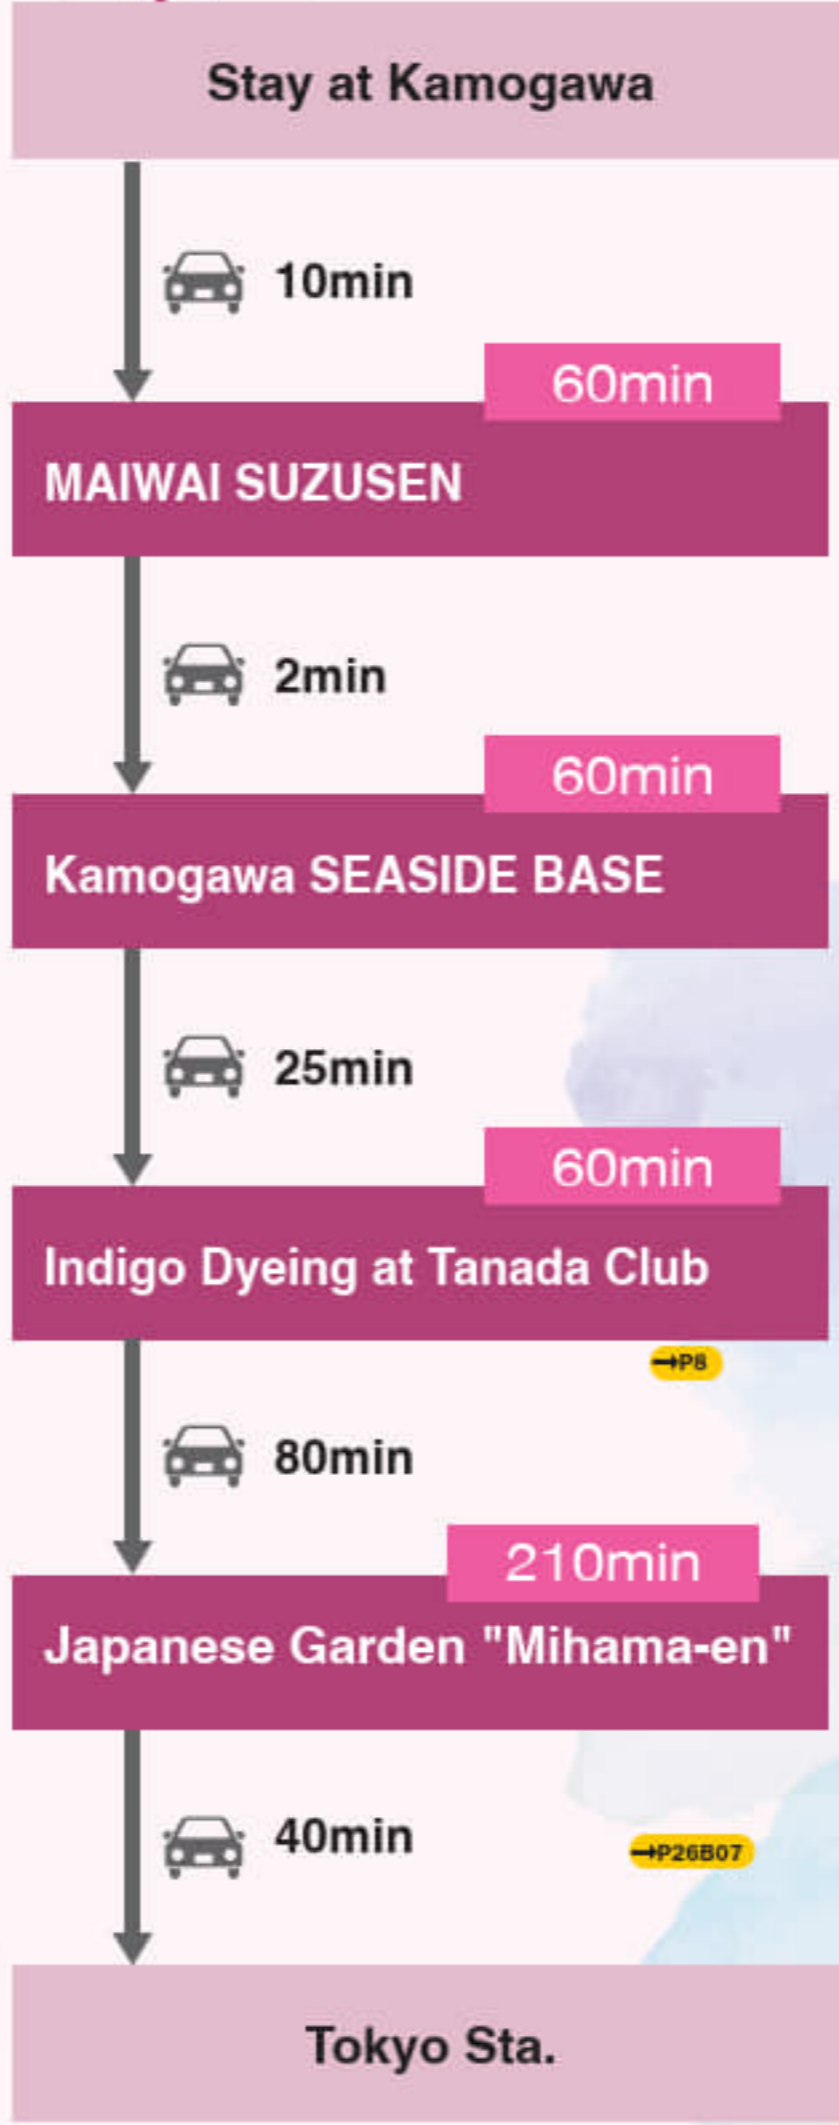 Stay at Kamogawa
10min
60min
MAIWAI SUZUSEN
2min
60min
Kamogawa SEASIDE BASE
25min
60min
Indigo Dyeing at Tanada Club
→P8
80min
210min
Japanese Garden "Mihama-en"
40min
→P26B07
Tokyo Sta.